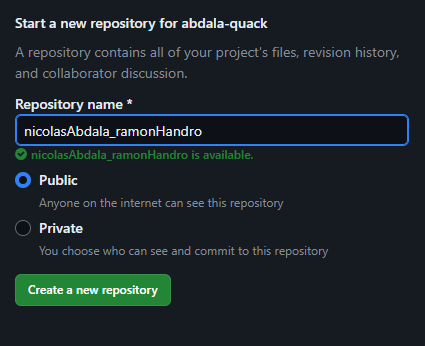 Start a new repository for abdala-quack
A repository contains all of your project's files, revision history,
and collaborator discussion.
Repository name *
nicolasAbdala_ramonHandro
nicolasAbdala_ramonHandro is available.
Public
Anyone on the internet can see this repository
Private
You choose who can see and commit to this repository
Create a new repository